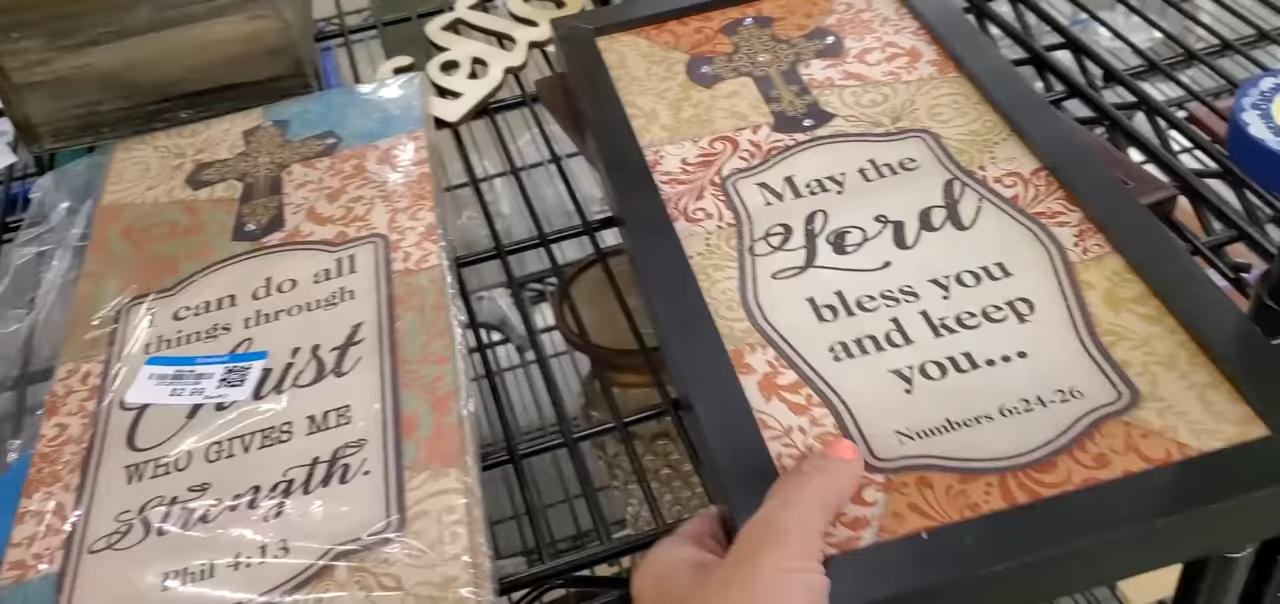 I can do all
things through
Christ
WHO GIVES ME
Strength.
Phil 4:13
$2.99
May the
Lord
bless you
and keep
you...
Numbers 6:24-26